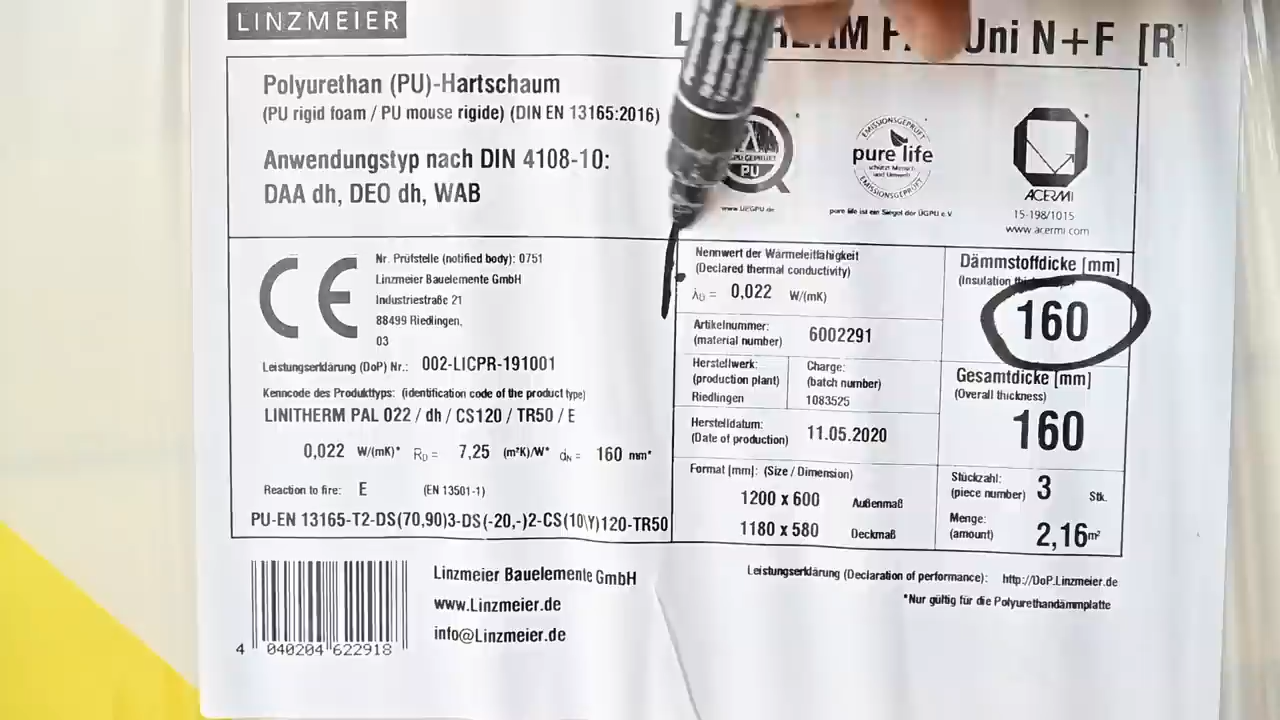 LINZMEIER
Uni N+F [R]
Polyurethan (PU)-Hartschaum
(PU rigid foam / PU mouse rigide) (DIN EN 13165:2016)
Anwendungstyp nach DIN 4108-10:
DAA dh, DEO dh, WAB
PU
EMISSIONSGEPRÜFT
pure life
schützt Mensch
und Umwelt
EMISSIONSGEPRÜFT
pure life ist ein Siegel der ÜGPU e.V
ACERMI
15-198/1015
www.acermi.com
CE
Nr. Prüfstelle (notified body): 0751
Linzmeier Bauelemente GmbH
Industriestraße 21
88499 Riedlingen,
03
Leistungserklärung (DoP) Nr.: 002-LICPR-191001
Kenncode des Produkttyps: (identification code of the product type)
LINITHERM PAL 022 / dh / CS120 / TR50 / E
0,022 W/(mK)* RD = 7,25 (m²K)/W* dN = 160 mm*
Reaction to fire: E (EN 13501-1)
PU-EN 13165-T2-DS(70,90)3-DS(-20,-)2-CS(10\Y)120-TR50
Nennwert der Wärmeleitfähigkeit
(Declared thermal conductivity)
λD = 0,022 W/(mK)
Artikelnummer:
(material number) 6002291
Herstellwerk:
(production plant)
Riedlingen
Charge:
(batch number)
1083525
Herstelldatum:
(Date of production) 11.05.2020
Format [mm]: (Size / Dimension)
1200 x 600 Außenmaß
1180 x 580 Deckmaß
Dämmstoffdicke [mm]
(Insulation
160
Gesamtdicke [mm]
(Overall thickness)
160
Stückzahl:
(piece number) 3 Stk.
Menge:
(amount) 2,16 m²
4 040204 622918
Linzmeier Bauelemente GmbH
www.Linzmeier.de
info@Linzmeier.de
Leistungserklärung (Declaration of performance): http://DoP.Linzmeier.de
*Nur gültig für die Polyurethandämmplatte